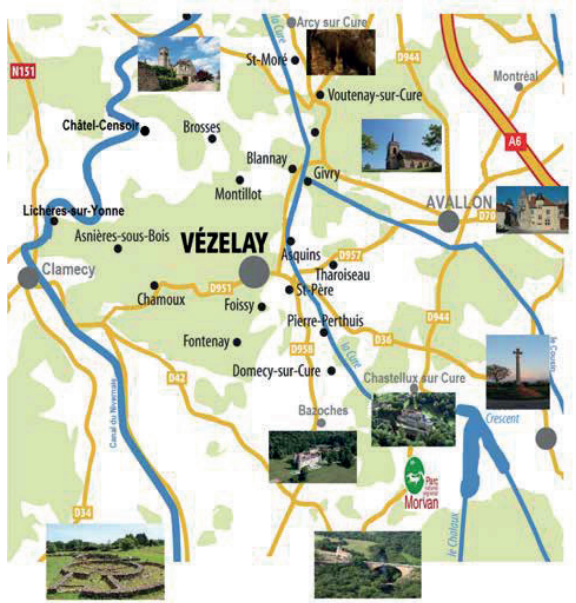 la Cure
Arcy sur Cure
N151
St-Moré
D944
Montréal
Voutenay-sur-Cure
Châtel-Censoir
Brosses
A6
Blannay
Givry
Montillot
AVALLON
D70
Lichères-sur-Yonne
Asnières-sous-Bois
VÉZELAY
Asquins
D957
Clamecy
Tharoiseau
D951
St-Père
Chamoux
Foissy
D944
Pierre-Perthuis
D36
Fontenay
D958
la Cure
le Cousin
D42
Domecy-sur-Cure
Chastellux sur Cure
Canal du Nivernais
Bazoches
Crescent
Parc
naturel
régional
Morvan
D34
le Chalaux